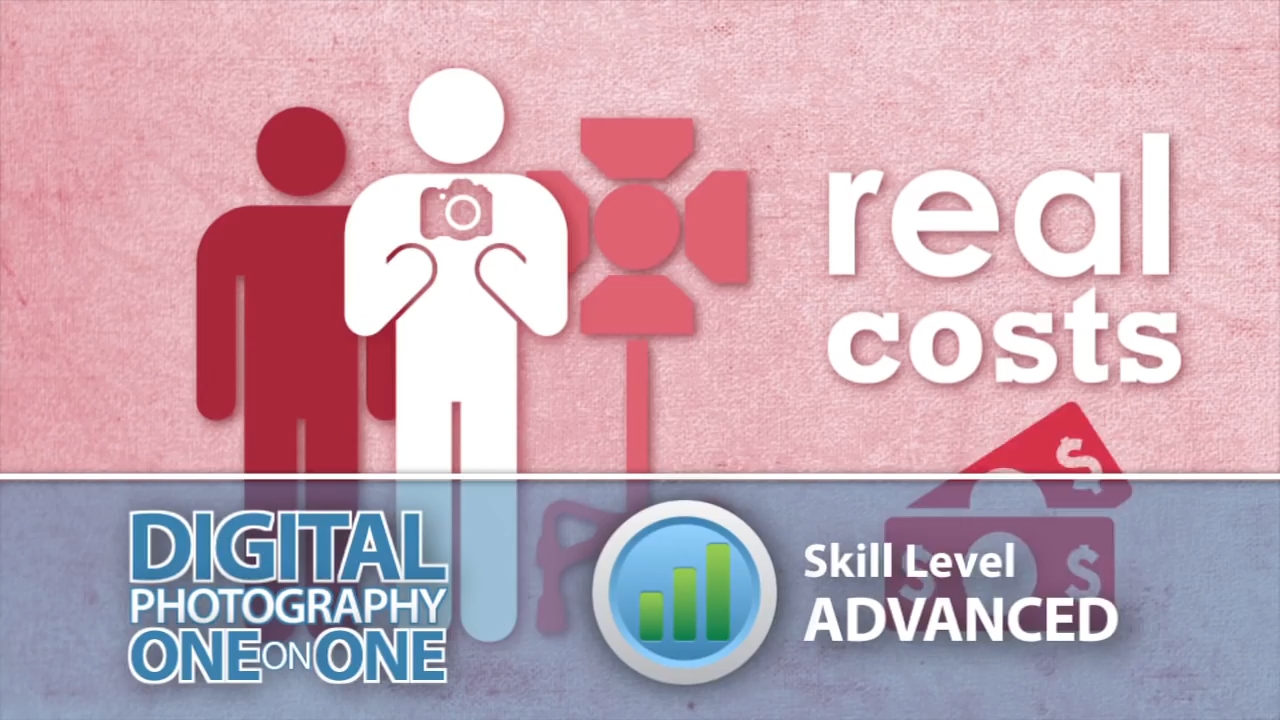 real
costs
$
$ $
DIGITAL
PHOTOGRAPHY
ONE ON ONE
Skill Level
ADVANCED